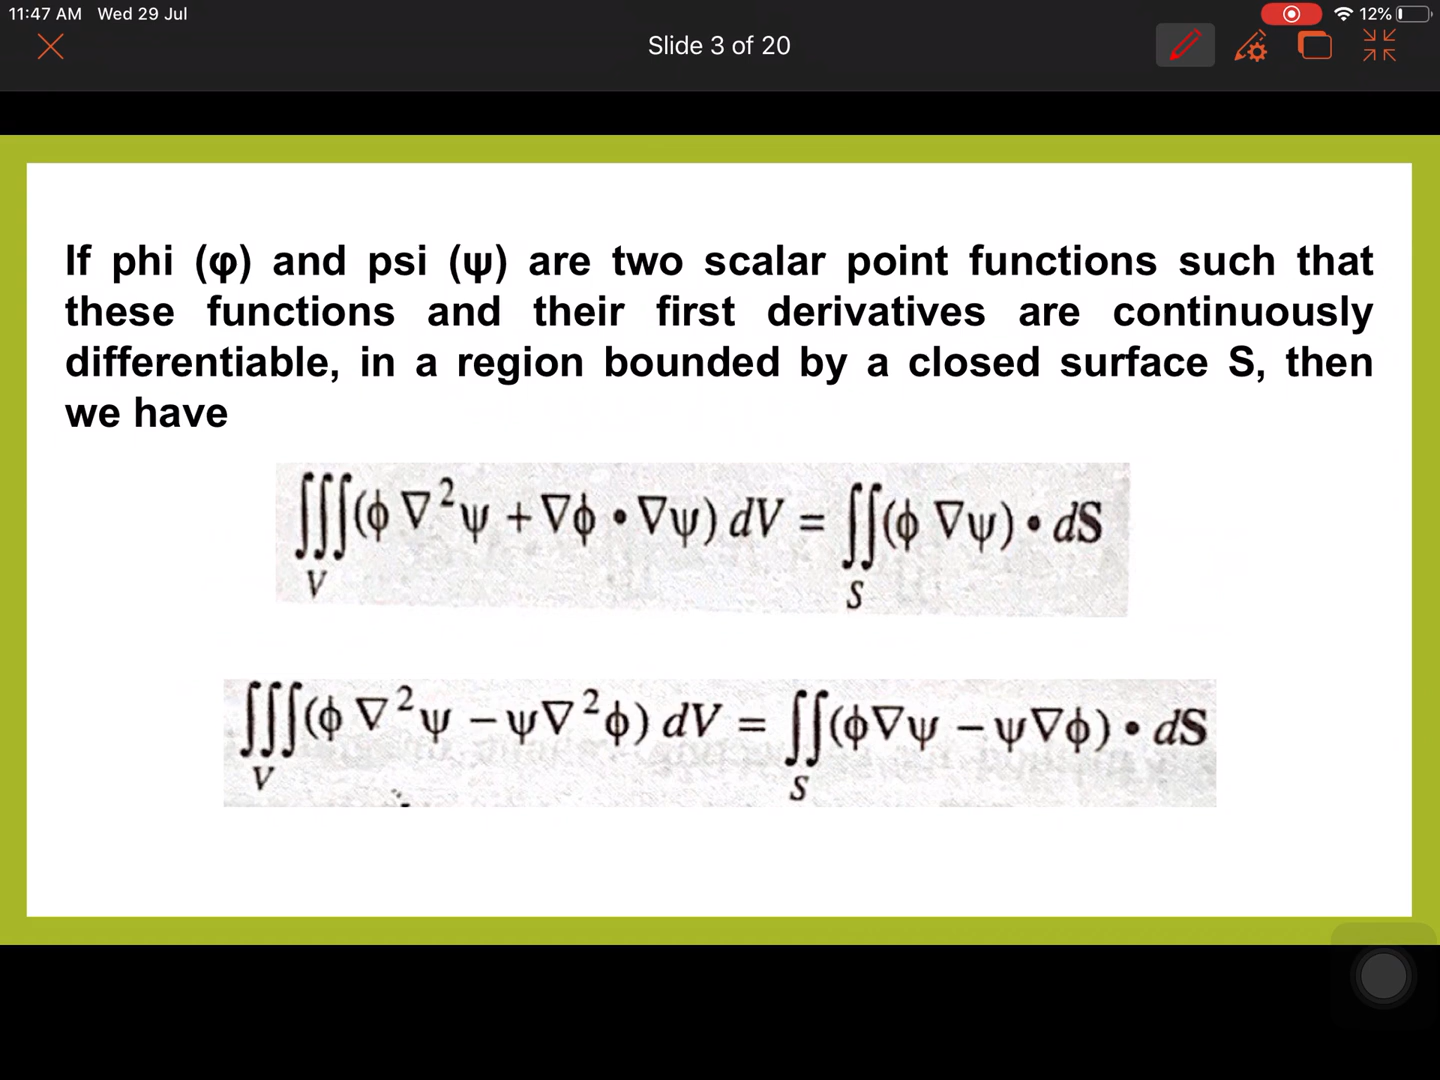 11:47 AM Wed 29 Jul
12%
Slide 3 of 20
If phi (φ) and psi (ψ) are two scalar point functions such that
these functions and their first derivatives are continuously
differentiable, in a region bounded by a closed surface S, then
we have
∭(ϕ ∇²ψ + ∇ϕ • ∇ψ) dV = ∬(ϕ ∇ψ) • dS
V S
∭(ϕ ∇²ψ − ψ∇²ϕ) dV = ∬(ϕ∇ψ − ψ∇ϕ) • dS
V S